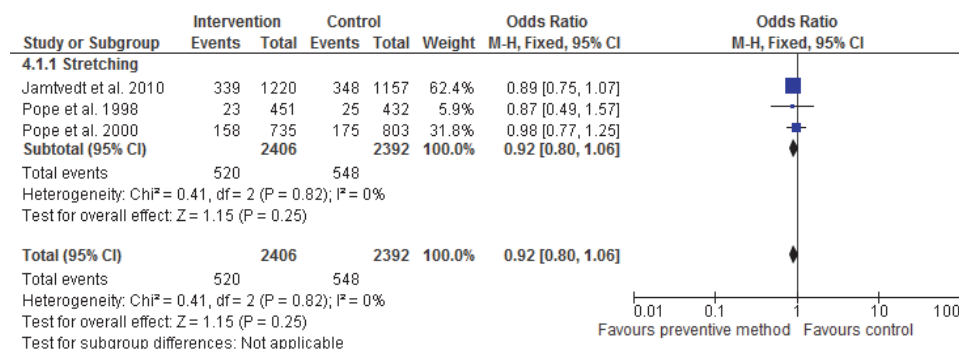 Intervention Control Odds Ratio Odds Ratio
Study or Subgroup Events Total Events Total Weight M-H, Fixed, 95% CI M-H, Fixed, 95% CI
4.1.1 Stretching
Jamtvedt et al. 2010 339 1220 348 1157 62.4% 0.89 [0.75, 1.07]
Pope et al. 1998 23 451 25 432 5.9% 0.87 [0.49, 1.57]
Pope et al. 2000 158 735 175 803 31.8% 0.98 [0.77, 1.25]
Subtotal (95% CI) 2406 2392 100.0% 0.92 [0.80, 1.06]
Total events 520 548
Heterogeneity: Chi² = 0.41, df = 2 (P = 0.82); I² = 0%
Test for overall effect: Z = 1.15 (P = 0.25)
Total (95% CI) 2406 2392 100.0% 0.92 [0.80, 1.06]
Total events 520 548
Heterogeneity: Chi² = 0.41, df = 2 (P = 0.82); I² = 0%
Test for overall effect: Z = 1.15 (P = 0.25)
Test for subgroup differences: Not applicable
0.01 0.1 1 10 100
Favours preventive method Favours control